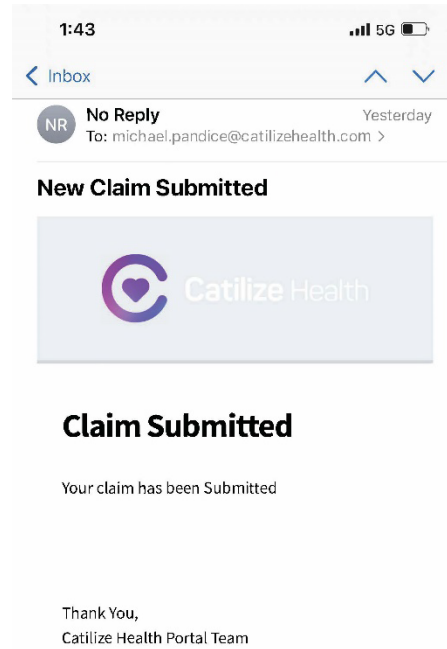 1:43
5G
Inbox
NR
No Reply
Yesterday
To: michael.pandice@catilizehealth.com >
New Claim Submitted
Catilize Health
Claim Submitted
Your claim has been Submitted
Thank You,
Catilize Health Portal Team